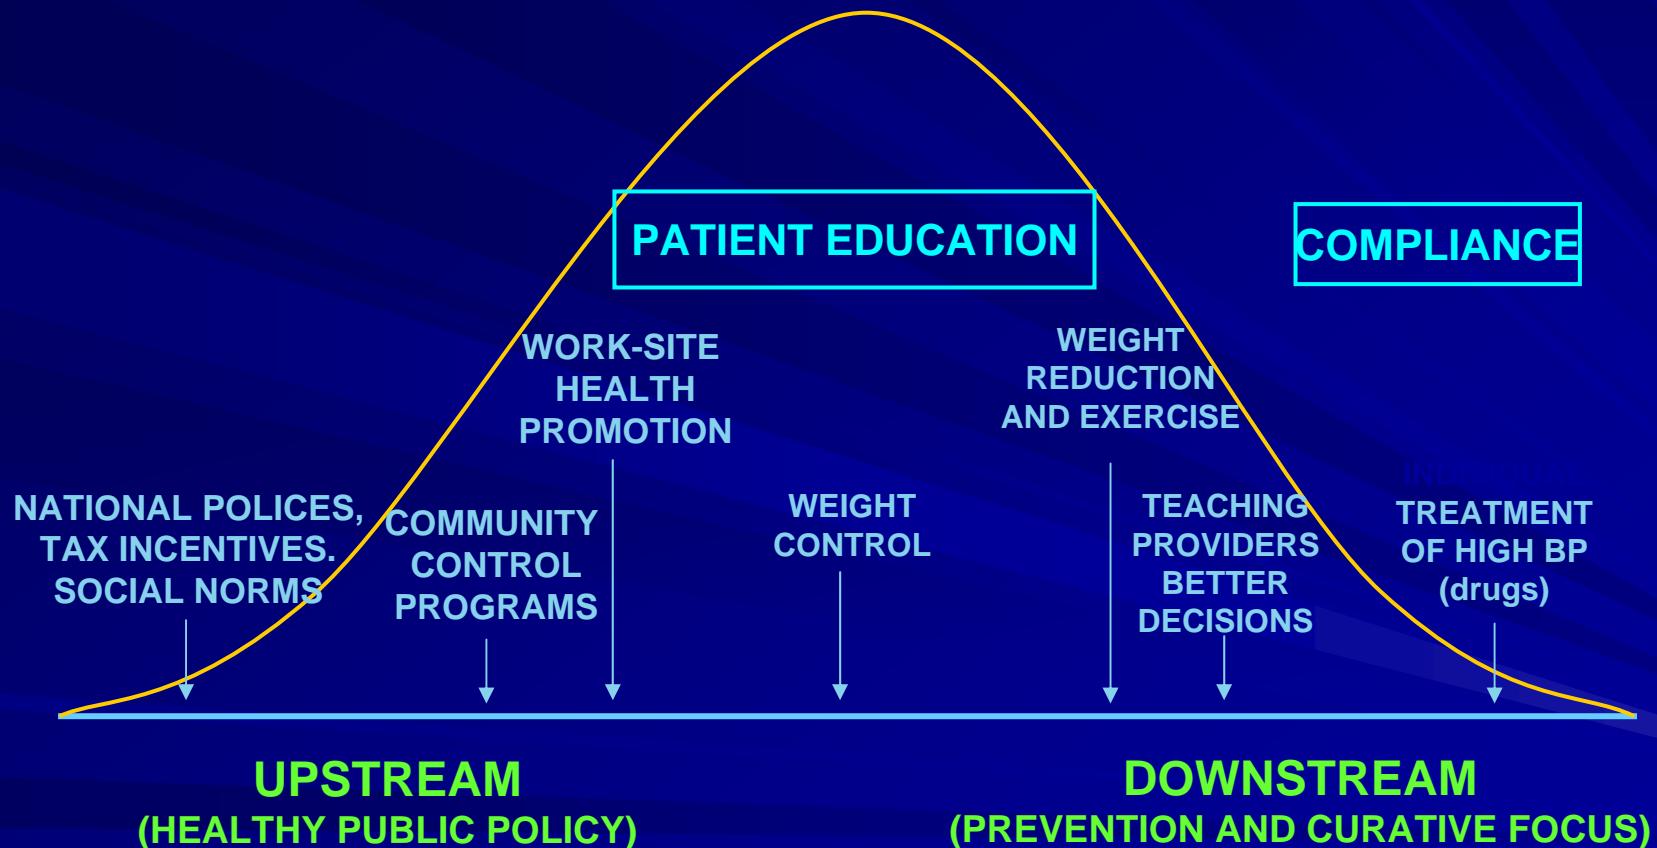 PATIENT EDUCATION
COMPLIANCE
WORK-SITE
HEALTH
PROMOTION
WEIGHT
REDUCTION
AND EXERCISE
NATIONAL POLICES,
TAX INCENTIVES.
SOCIAL NORMS
COMMUNITY
CONTROL
PROGRAMS
WEIGHT
CONTROL
TEACHING
PROVIDERS
BETTER
DECISIONS
INDIVIDUAL
TREATMENT
OF HIGH BP
(drugs)
UPSTREAM
(HEALTHY PUBLIC POLICY)
DOWNSTREAM
(PREVENTION AND CURATIVE FOCUS)